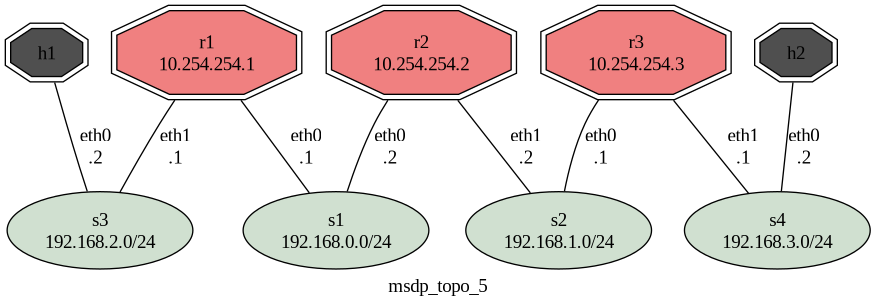 h1
r1
10.254.254.1
r2
10.254.254.2
r3
10.254.254.3
h2
eth0
.2
eth1
.1
eth0
.1
eth0
.2
eth1
.2
eth0
.1
eth1
.1
eth0
.2
s3
192.168.2.0/24
s1
192.168.0.0/24
s2
192.168.1.0/24
s4
192.168.3.0/24
msdp_topo_5